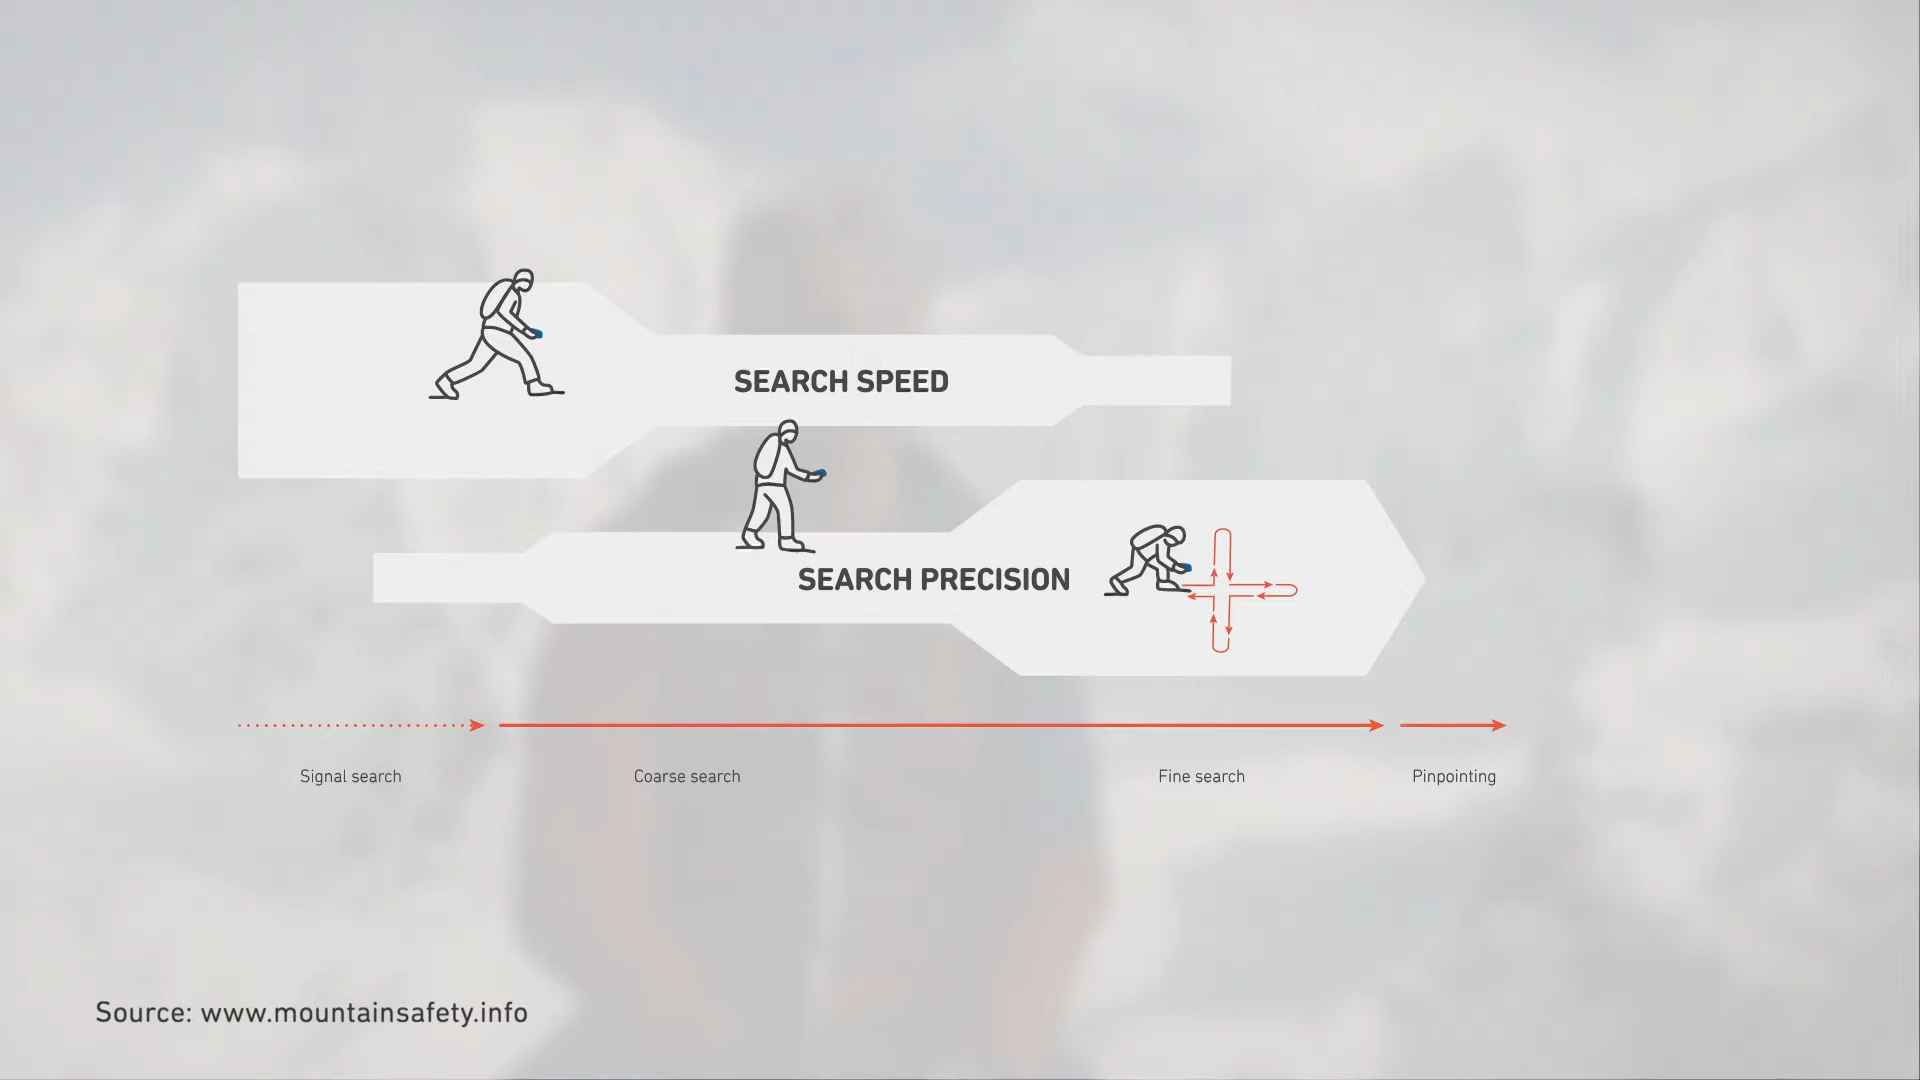 SEARCH SPEED
SEARCH PRECISION
Signal search
Coarse search
Fine search
Pinpointing
Source: www.mountainsafety.info